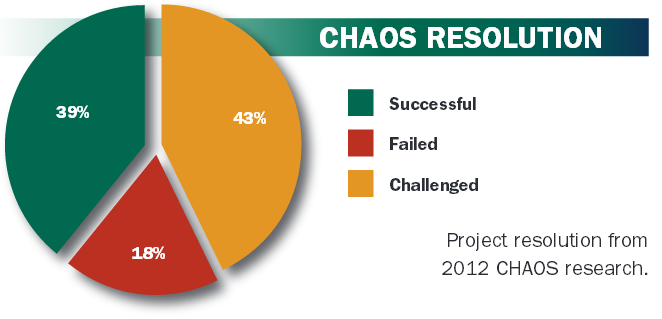 CHAOS RESOLUTION
39%
43%
18%
Successful
Failed
Challenged
Project resolution from
2012 CHAOS research.